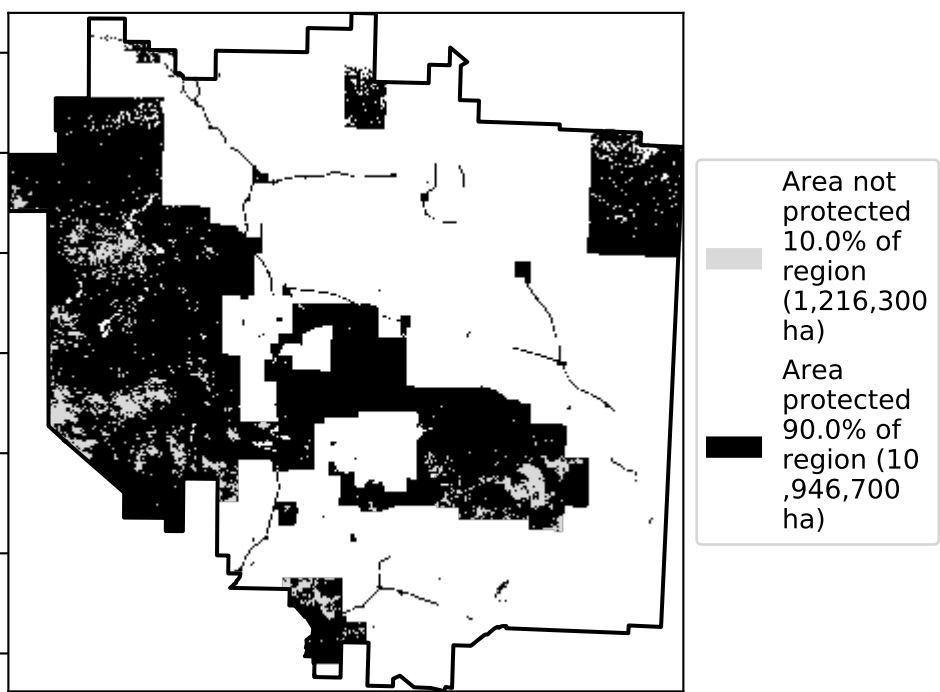 Area not
protected
10.0% of
region
(1,216,300
ha)
Area
protected
90.0% of
region (10
,946,700
ha)